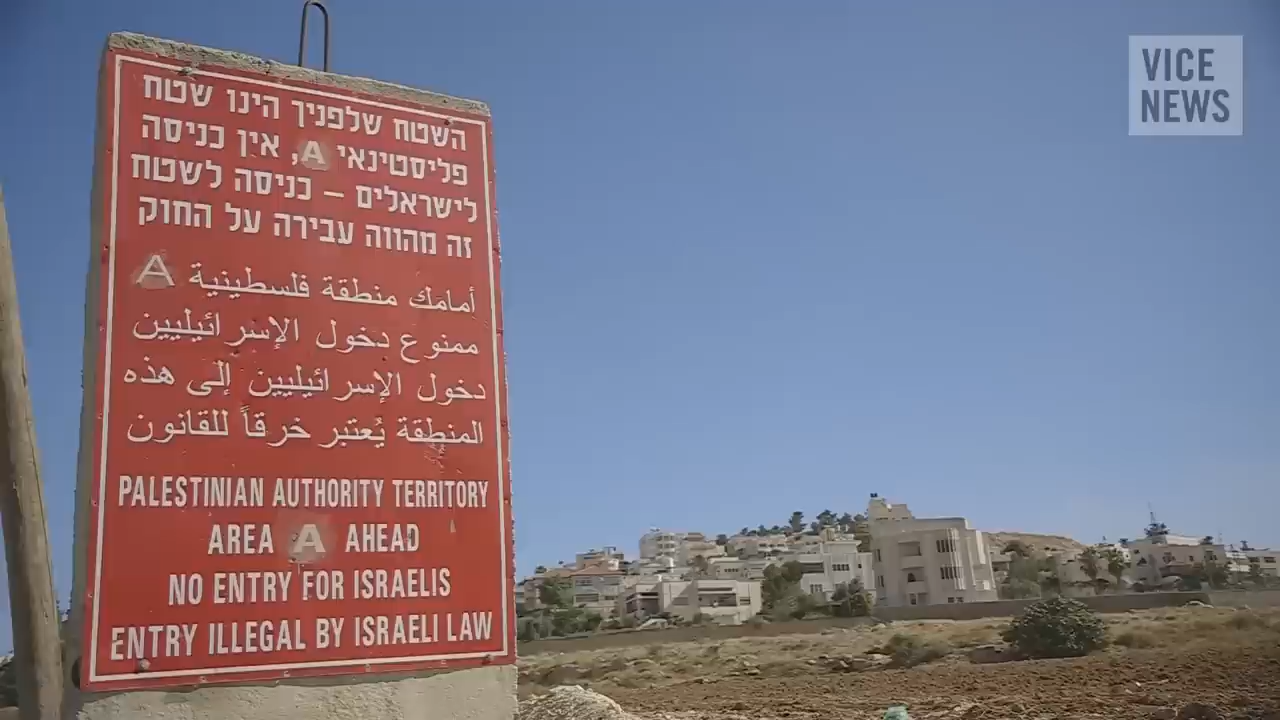 השטח שלפניך הינו שטח
פליסטינאי A, אין כניסה
לישראלים – כניסה לשטח
זה מהווה עבירה על החוק
أمامك منطقة فلسطينية A
ممنوع دخول الإسرائيليين
دخول الإسرائيليين إلى هذه
المنطقة يُعتبر خرقاً للقانون
PALESTINIAN AUTHORITY TERRITORY
AREA A AHEAD
NO ENTRY FOR ISRAELIS
ENTRY ILLEGAL BY ISRAELI LAW
VICE
NEWS